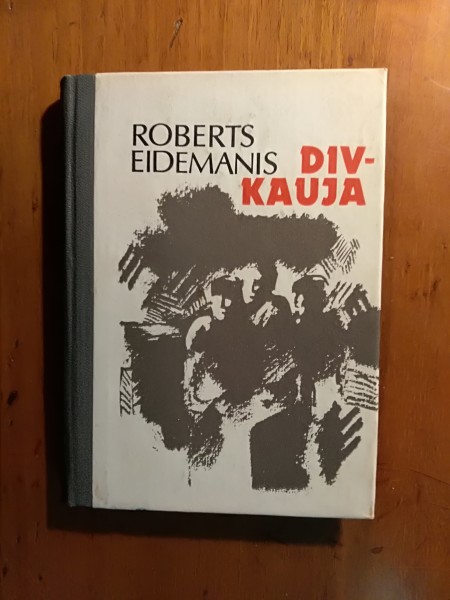 ROBERTS
EIDEMANIS
DIV-
KAUJA